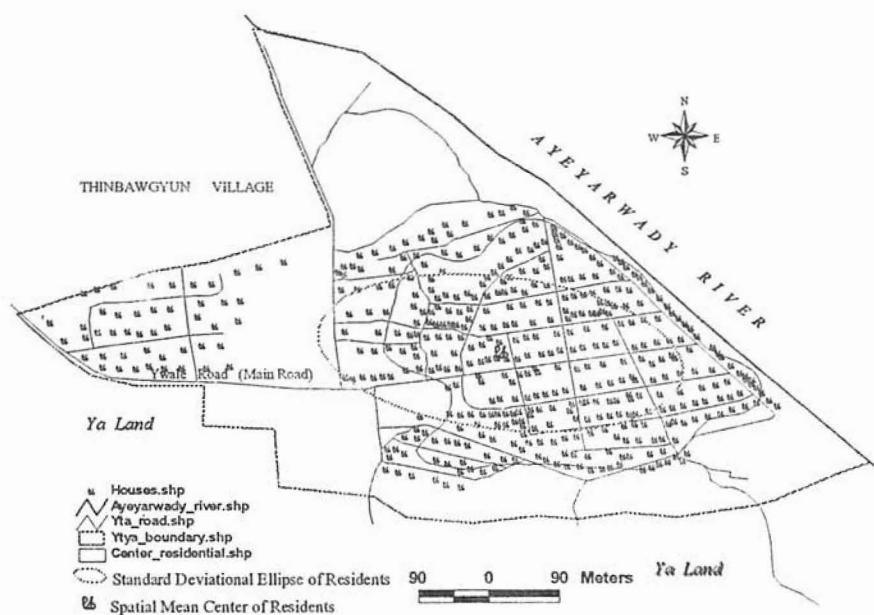 N
W E
S
AYEYARWADY RIVER
THINBAWGYUN VILLAGE
Ywafe Road (Main Road)
Ya Land
Houses.shp
Ayeyarwady_river.shp
Yta_road.shp
Ytya_boundary.shp
Center_residential.shp
Standard Deviational Ellipse of Residents
Spatial Mean Center of Residents
90 0 90 Meters
Ya Land